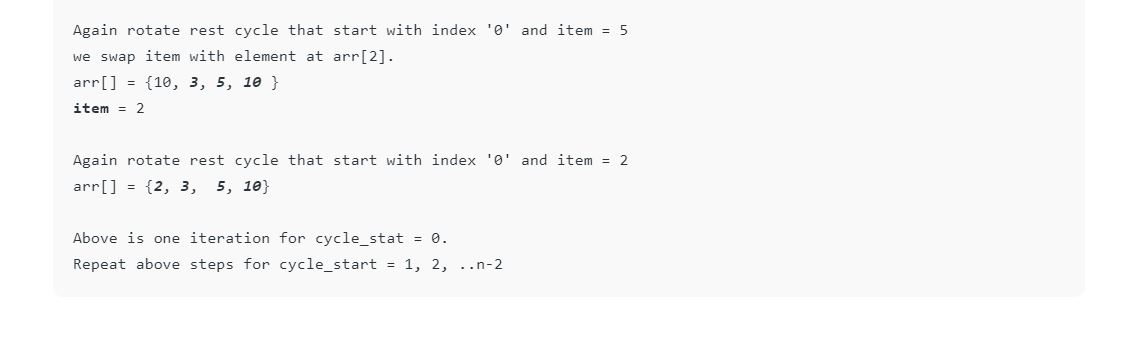 Again rotate rest cycle that start with index '0' and item = 5
we swap item with element at arr[2].
arr[] = {10, 3, 5, 10 }
item = 2
Again rotate rest cycle that start with index '0' and item = 2
arr[] = {2, 3,  5, 10}
Above is one iteration for cycle_stat = 0.
Repeat above steps for cycle_start = 1, 2, ..n-2